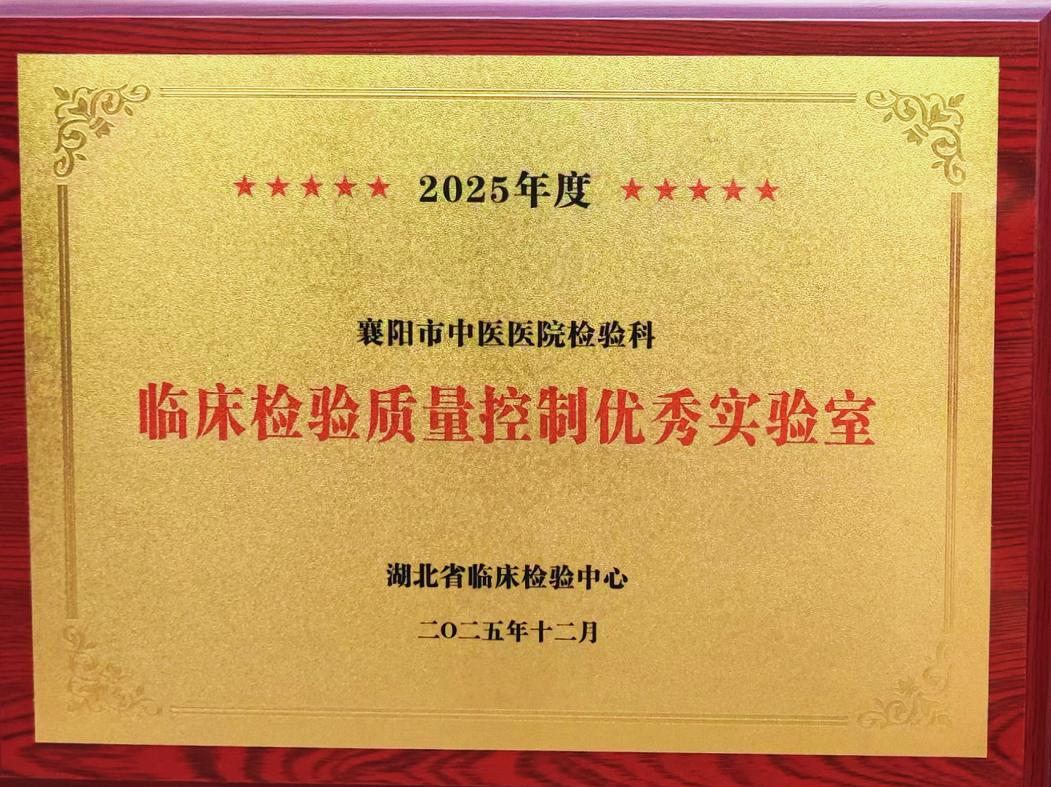 ★★★★★ 2025年度 ★★★★★
襄阳市中医医院检验科
临床检验质量控制优秀实验室
湖北省临床检验中心
二O二五年十二月